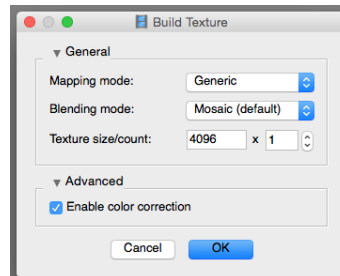 Build Texture
General
Mapping mode: Generic
Blending mode: Mosaic (default)
Texture size/count: 4096 x 1
Advanced
Enable color correction
Cancel OK